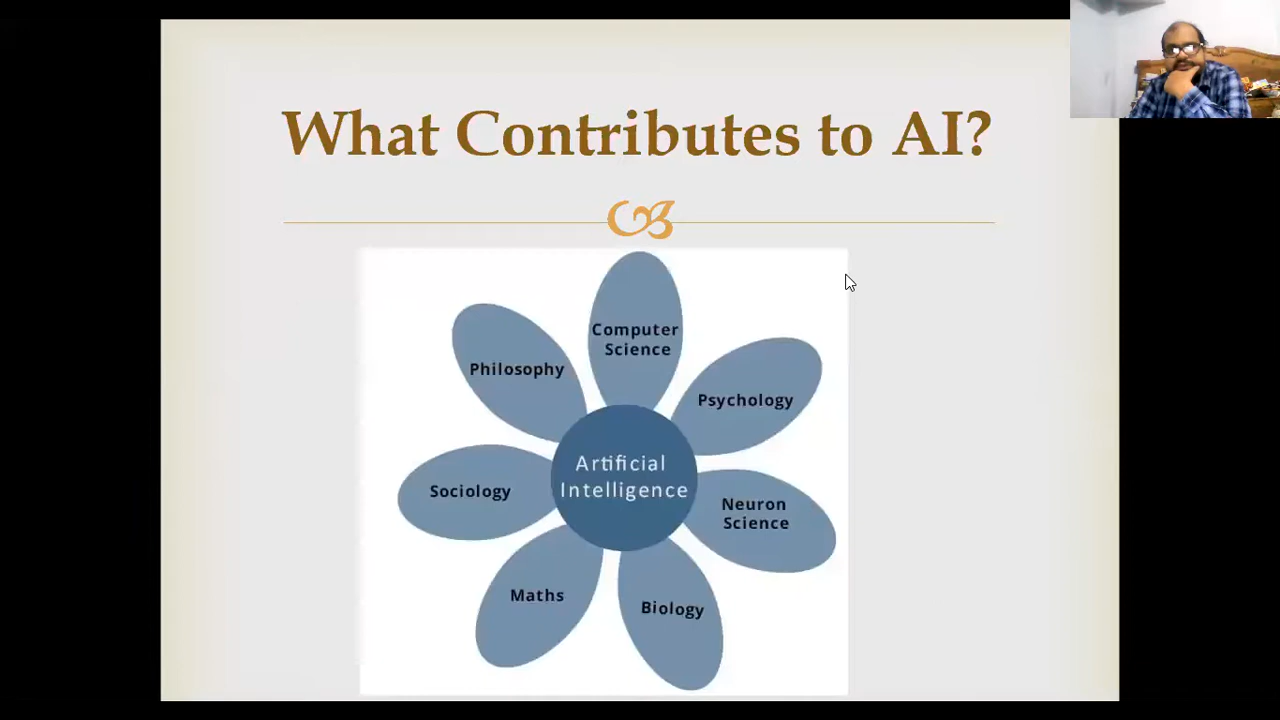 What Contributes to AI?
Computer
Science
Philosophy
Psychology
Artificial
Intelligence
Sociology
Neuron
Science
Maths
Biology